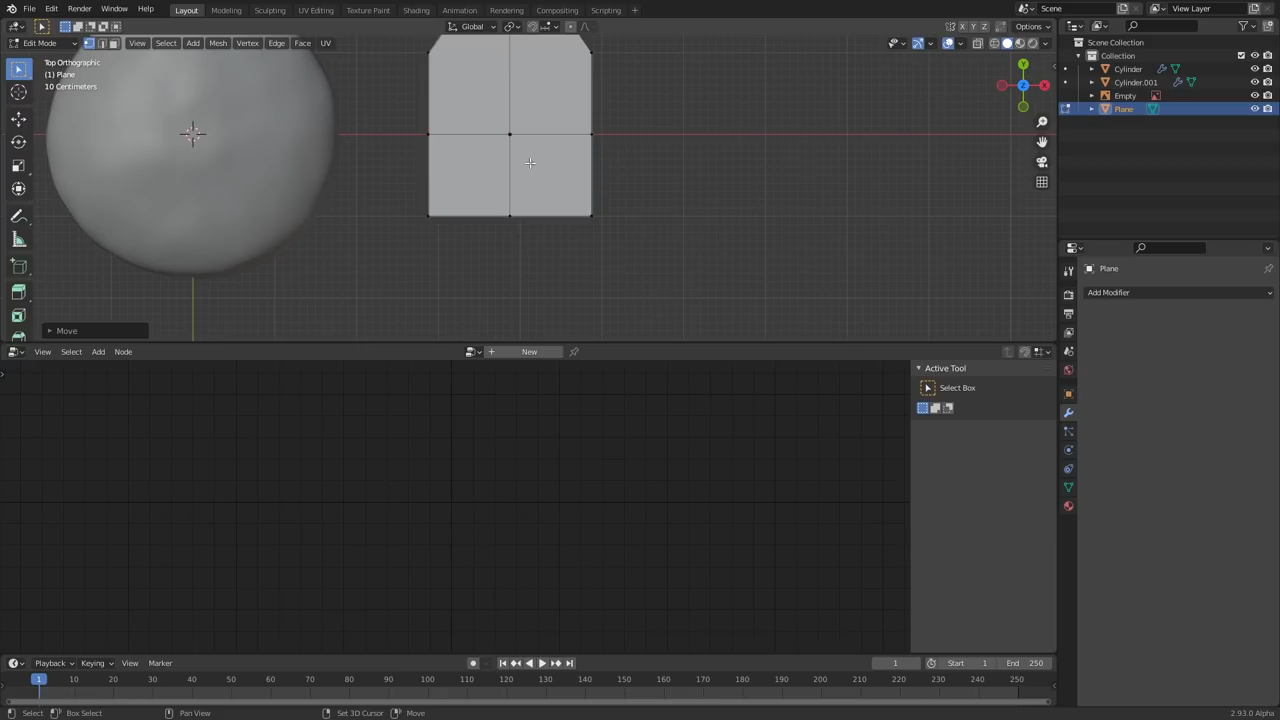 File Edit Render Window Help Layout Modeling Sculpting UV Editing Texture Paint Shading Animation Rendering Compositing Scripting + Scene View Layer
Global Options
Edit Mode View Select Add Mesh Vertex Edge Face UV X Y Z
Top Orthographic
(1) Plane
10 Centimeters
Y
Z X
Move
Scene Collection
Collection
Cylinder
Cylinder.001
Empty
Plane
Plane
Add Modifier
View Select Add Node + New
Active Tool
Select Box
Playback Keying View Marker 1 Start 1 End 250
1 10 20 30 40 50 60 70 80 90 100 110 120 130 140 150 160 170 180 190 200 210 220 230 240 250
Select Box Select Pan View Set 3D Cursor Move 2.93.0 Alpha